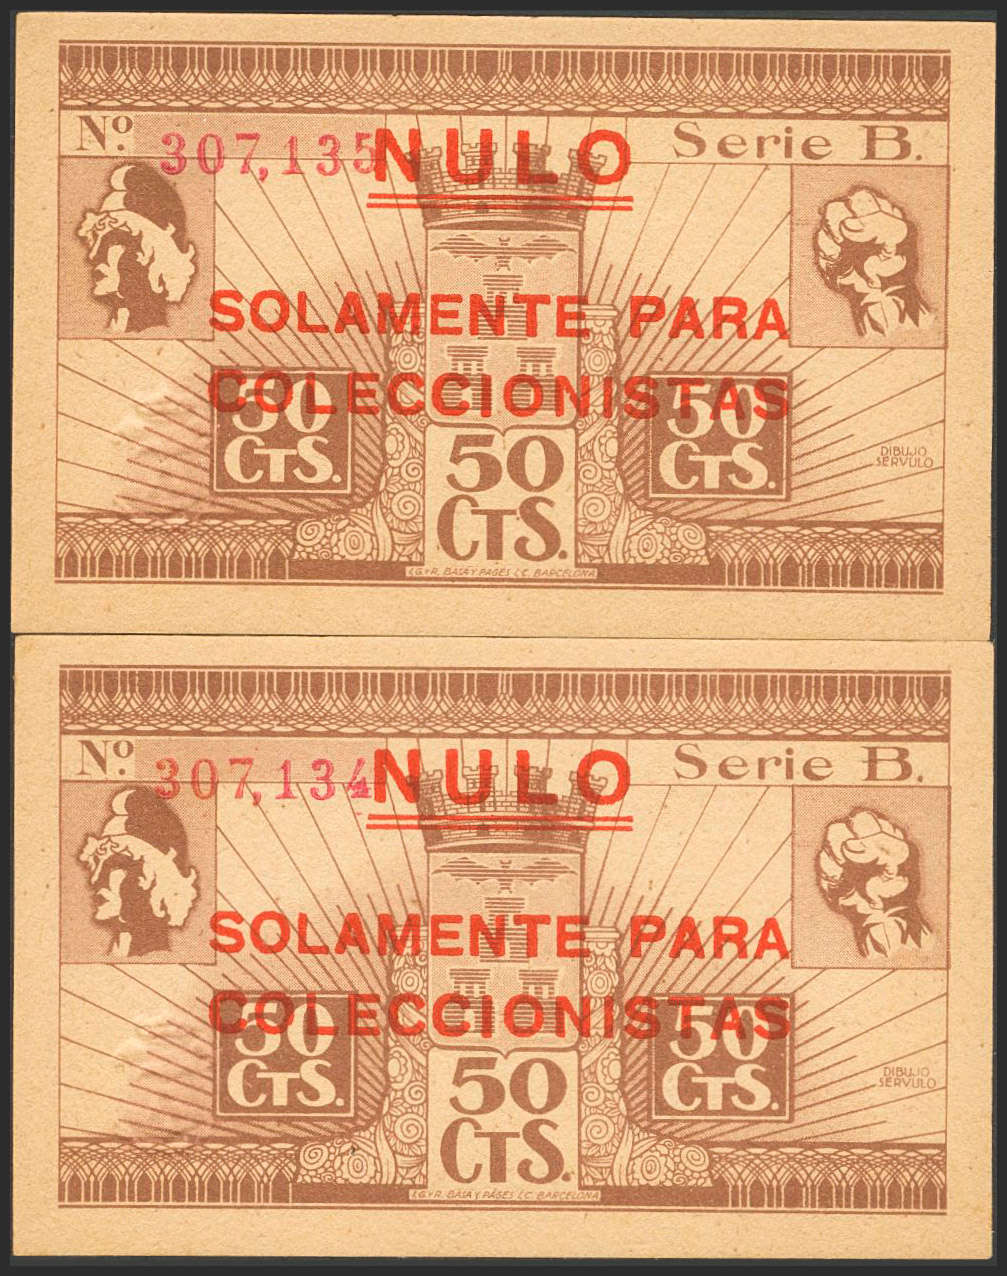 Nº. 307,135 NULO Serie B.
SOLAMENTE PARA
COLECCIONISTAS
50 50
CTS. CTS.
50
CTS.
DIBUJO
SERVULO
I.G. Y R. BASA Y PAGES I.C. BARCELONA
Nº. 307,134 NULO Serie B.
SOLAMENTE PARA
COLECCIONISTAS
50 50
CTS. CTS.
50
CTS.
DIBUJO
SERVULO
I.G. Y R. BASA Y PAGES I.C. BARCELONA